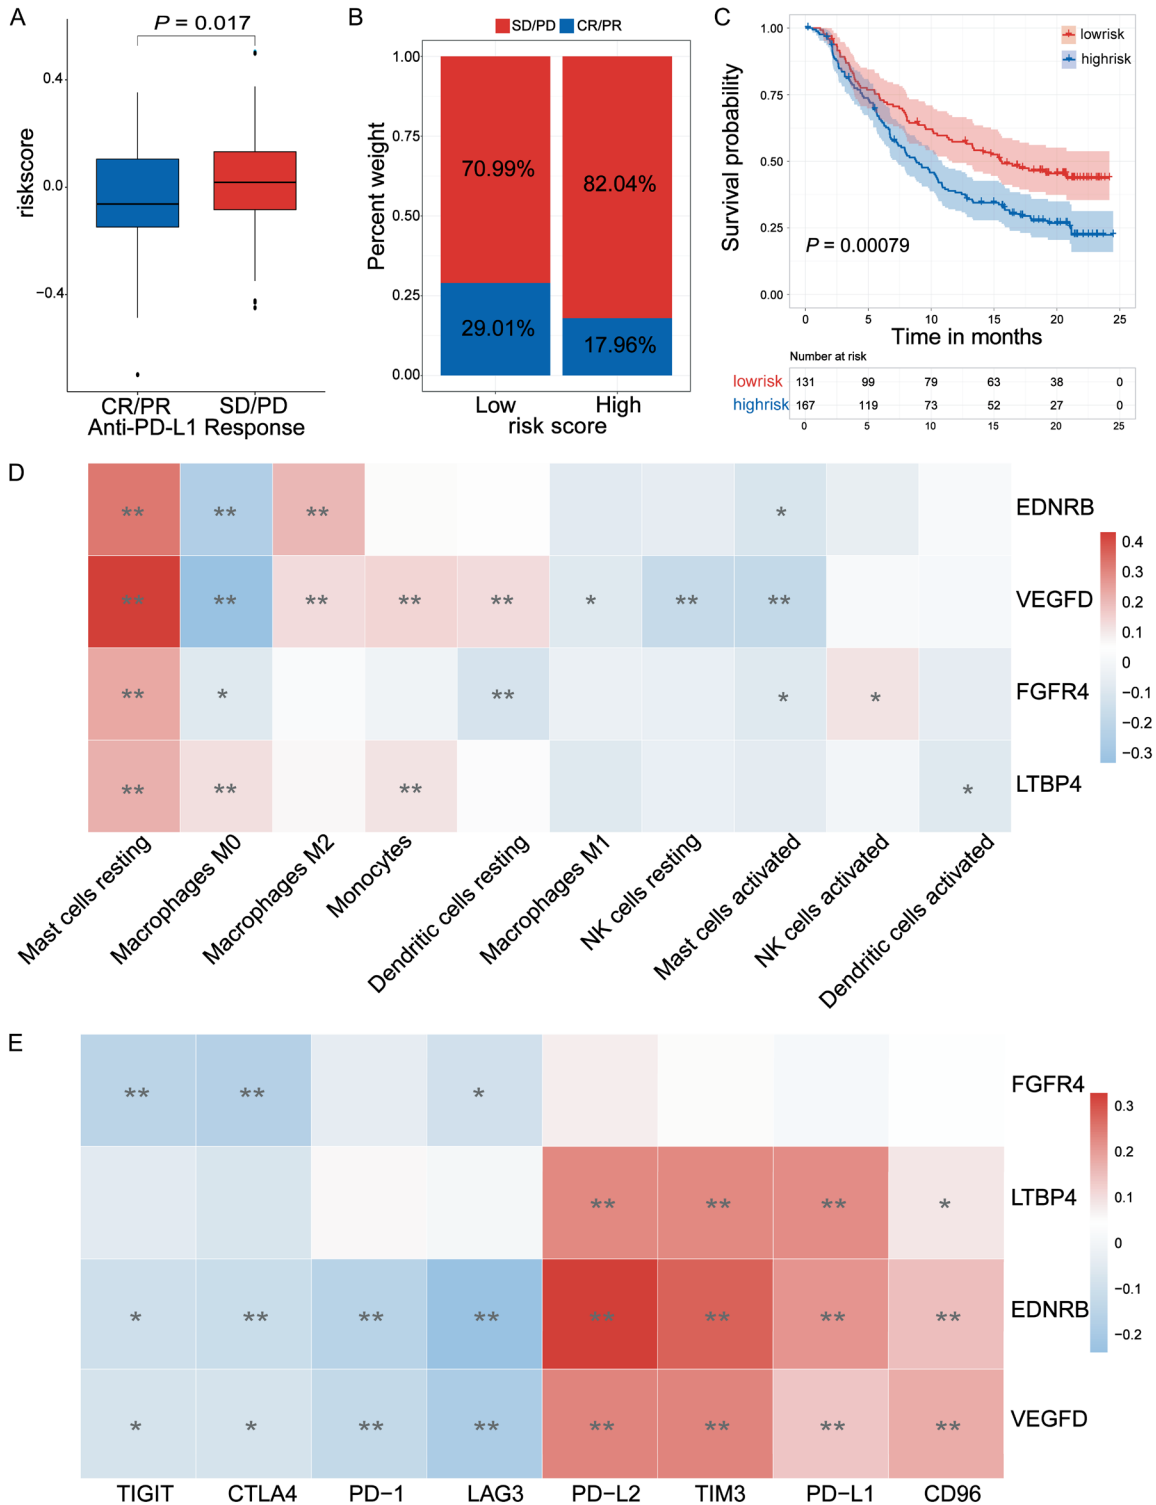 A
P = 0.017
riskscore
0.4
0.0
−0.4
CR/PR SD/PD
Anti-PD-L1 Response
B
SD/PD CR/PR
Percent weight
1.00
0.75
0.50
0.25
0.00
70.99%
82.04%
29.01%
17.96%
Low High
risk score
C
Survival probability
1.00
0.75
0.50
0.25
0.00
lowrisk
highrisk
P = 0.00079
0 5 10 15 20 25
Time in months
Number at risk
lowrisk 131 99 79 63 38 0
highrisk 167 119 73 52 27 0
0 5 10 15 20 25
D
** ** ** * EDNRB
** ** ** ** ** * ** ** VEGFD
** * ** * * FGFR4
** ** ** * LTBP4
0.4
0.3
0.2
0.1
0
−0.1
−0.2
−0.3
Mast cells resting
Macrophages M0
Macrophages M2
Monocytes
Dendritic cells resting
Macrophages M1
NK cells resting
Mast cells activated
NK cells activated
Dendritic cells activated
E
** ** * FGFR4
** ** ** * LTBP4
* ** ** ** ** ** ** ** EDNRB
* * ** ** ** ** ** ** VEGFD
0.3
0.2
0.1
0
−0.1
−0.2
TIGIT CTLA4 PD−1 LAG3 PD−L2 TIM3 PD−L1 CD96